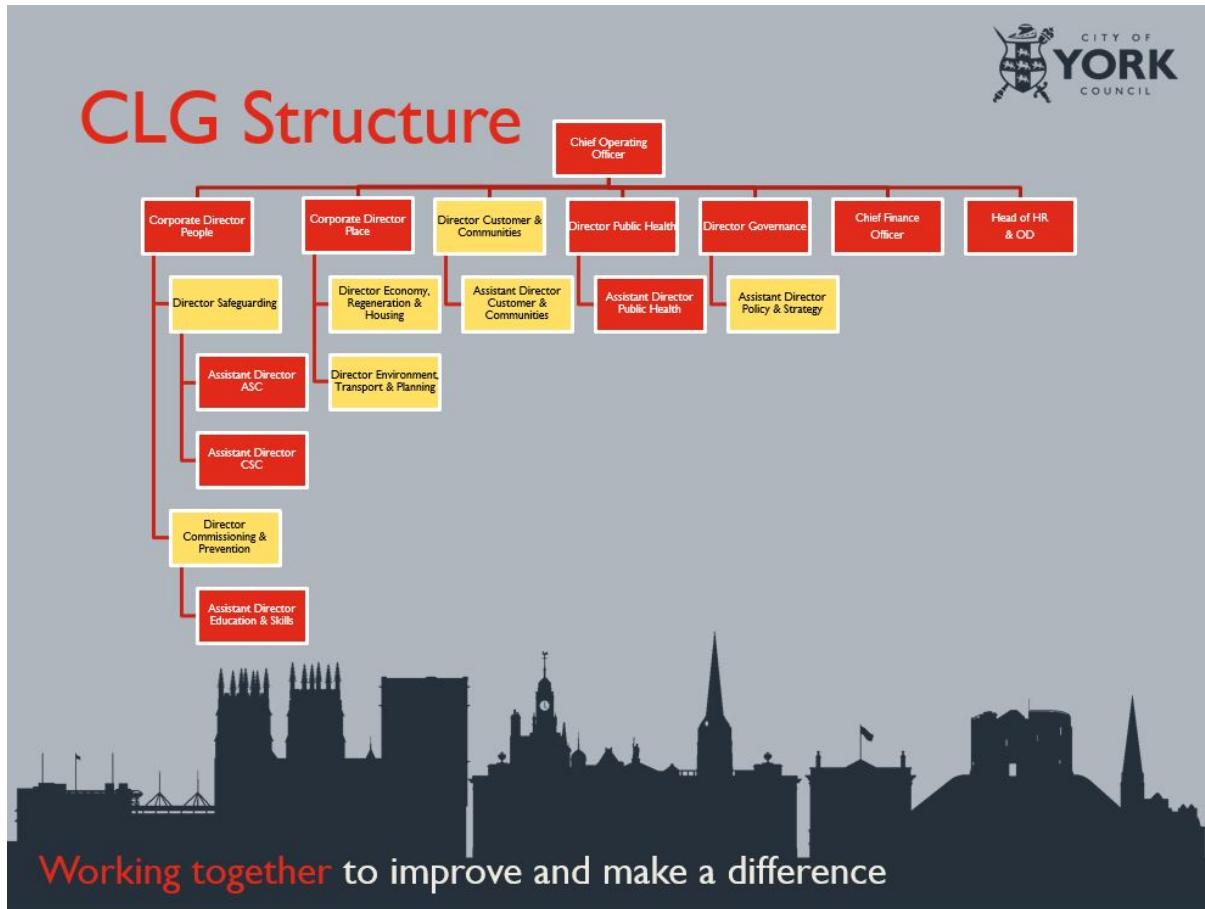 CITY OF
YORK
COUNCIL
CLG Structure
Chief Operating
Officer
Corporate Director
People
Corporate Director
Place
Director Customer &
Communities
Director Public Health
Director Governance
Chief Finance
Officer
Head of HR
& OD
Director Safeguarding
Director Economy,
Regeneration &
Housing
Assistant Director
Customer &
Communities
Assistant Director
Public Health
Assistant Director
Policy & Strategy
Assistant Director
ASC
Director Environment,
Transport & Planning
Assistant Director
CSC
Director
Commissioning &
Prevention
Assistant Director
Education & Skills
Working together to improve and make a difference